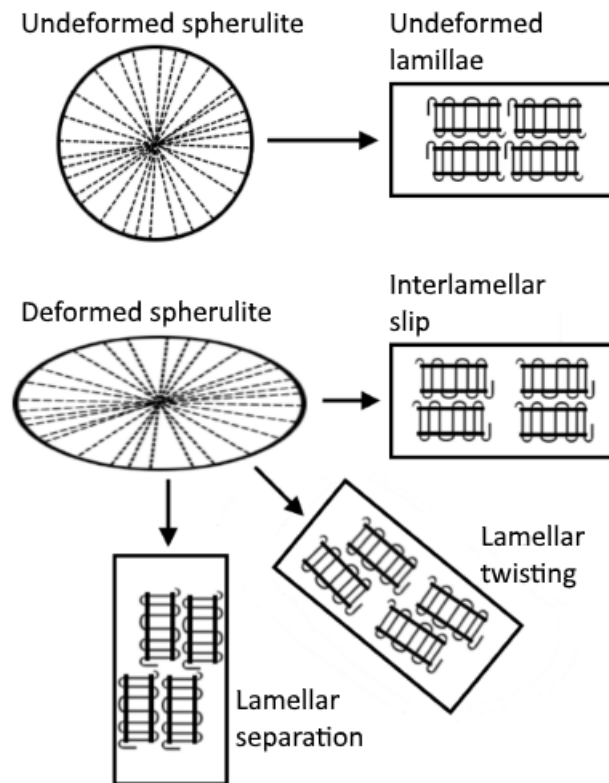 Undeformed spherulite
Undeformed
lamillae
Deformed spherulite
Interlamellar
slip
Lamellar
twisting
Lamellar
separation